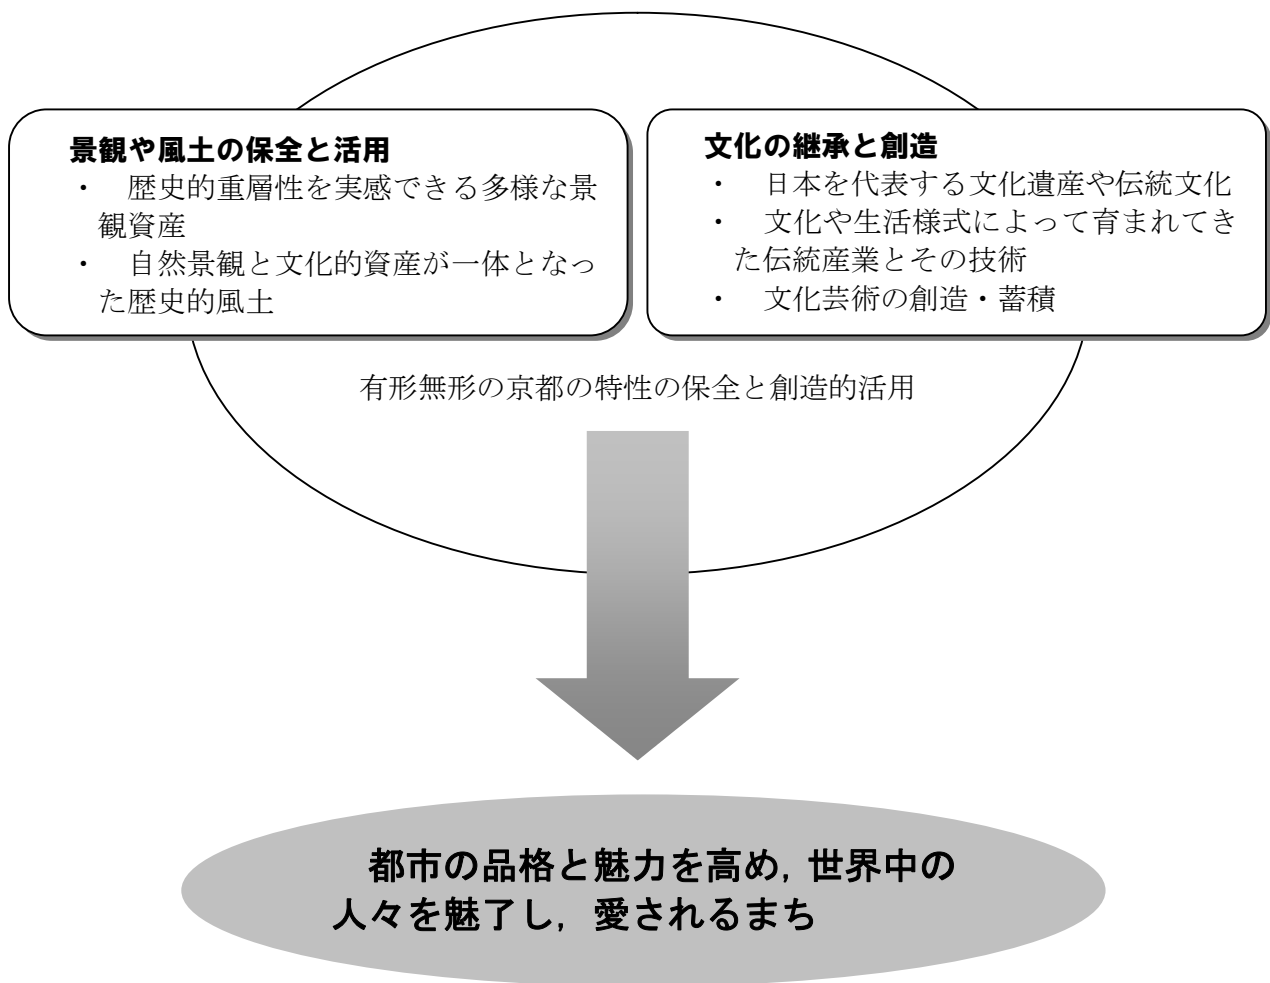 景観や風土の保全と活用
・　歴史的重層性を実感できる多様な景
観資産
・　自然景観と文化的資産が一体となっ
た歴史的風土
文化の継承と創造
・　日本を代表する文化遺産や伝統文化
・　文化や生活様式によって育まれてき
た伝統産業とその技術
・　文化芸術の創造・蓄積
有形無形の京都の特性の保全と創造的活用
都市の品格と魅力を高め，世界中の
人々を魅了し，愛されるまち